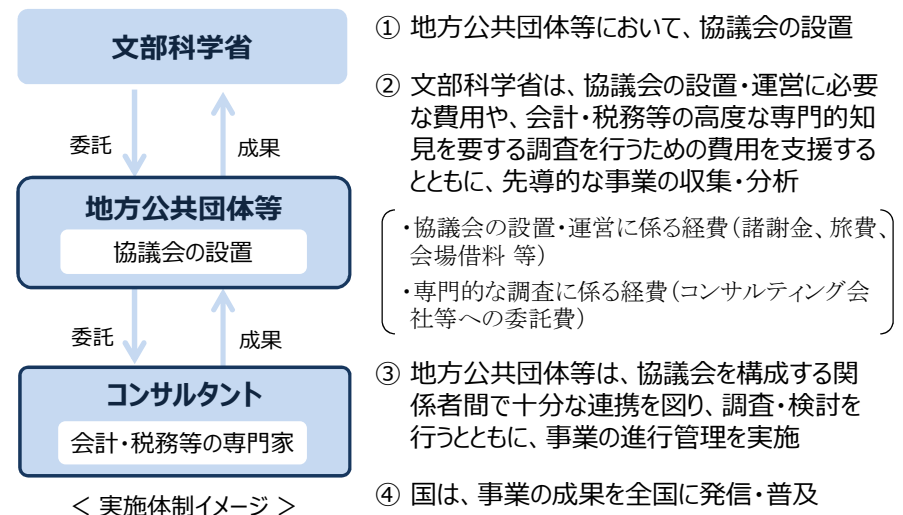 文部科学省
委託
成果
地方公共団体等
協議会の設置
委託
成果
コンサルタント
会計・税務等の専門家
＜ 実施体制イメージ ＞
① 地方公共団体等において、協議会の設置
② 文部科学省は、協議会の設置・運営に必要
な費用や、会計・税務等の高度な専門的知
見を要する調査を行うための費用を支援する
とともに、先導的な事業の収集・分析
・協議会の設置・運営に係る経費（諸謝金、旅費、
会場借料 等）
・専門的な調査に係る経費（コンサルティング会
社等への委託費）
③ 地方公共団体等は、協議会を構成する関
係者間で十分な連携を図り、調査・検討を
行うとともに、事業の進行管理を実施
④ 国は、事業の成果を全国に発信・普及